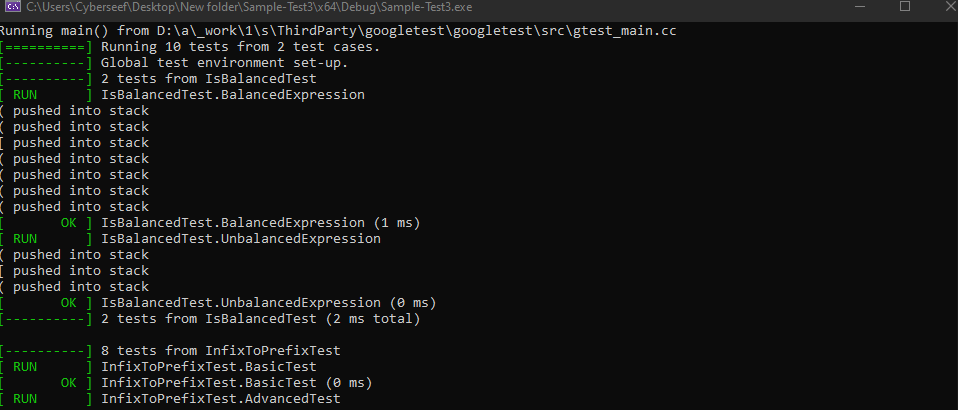 C:\Users\Cyberseef\Desktop\New folder\Sample-Test3\x64\Debug\Sample-Test3.exe
Running main() from D:\a\_work\1\s\ThirdParty\googletest\googletest\src\gtest_main.cc
[==========] Running 10 tests from 2 test cases.
[----------] Global test environment set-up.
[----------] 2 tests from IsBalancedTest
[ RUN      ] IsBalancedTest.BalancedExpression
( pushed into stack
( pushed into stack
[ pushed into stack
( pushed into stack
( pushed into stack
( pushed into stack
( pushed into stack
[       OK ] IsBalancedTest.BalancedExpression (1 ms)
[ RUN      ] IsBalancedTest.UnbalancedExpression
( pushed into stack
[ pushed into stack
( pushed into stack
[       OK ] IsBalancedTest.UnbalancedExpression (0 ms)
[----------] 2 tests from IsBalancedTest (2 ms total)
[----------] 8 tests from InfixToPrefixTest
[ RUN      ] InfixToPrefixTest.BasicTest
[       OK ] InfixToPrefixTest.BasicTest (0 ms)
[ RUN      ] InfixToPrefixTest.AdvancedTest